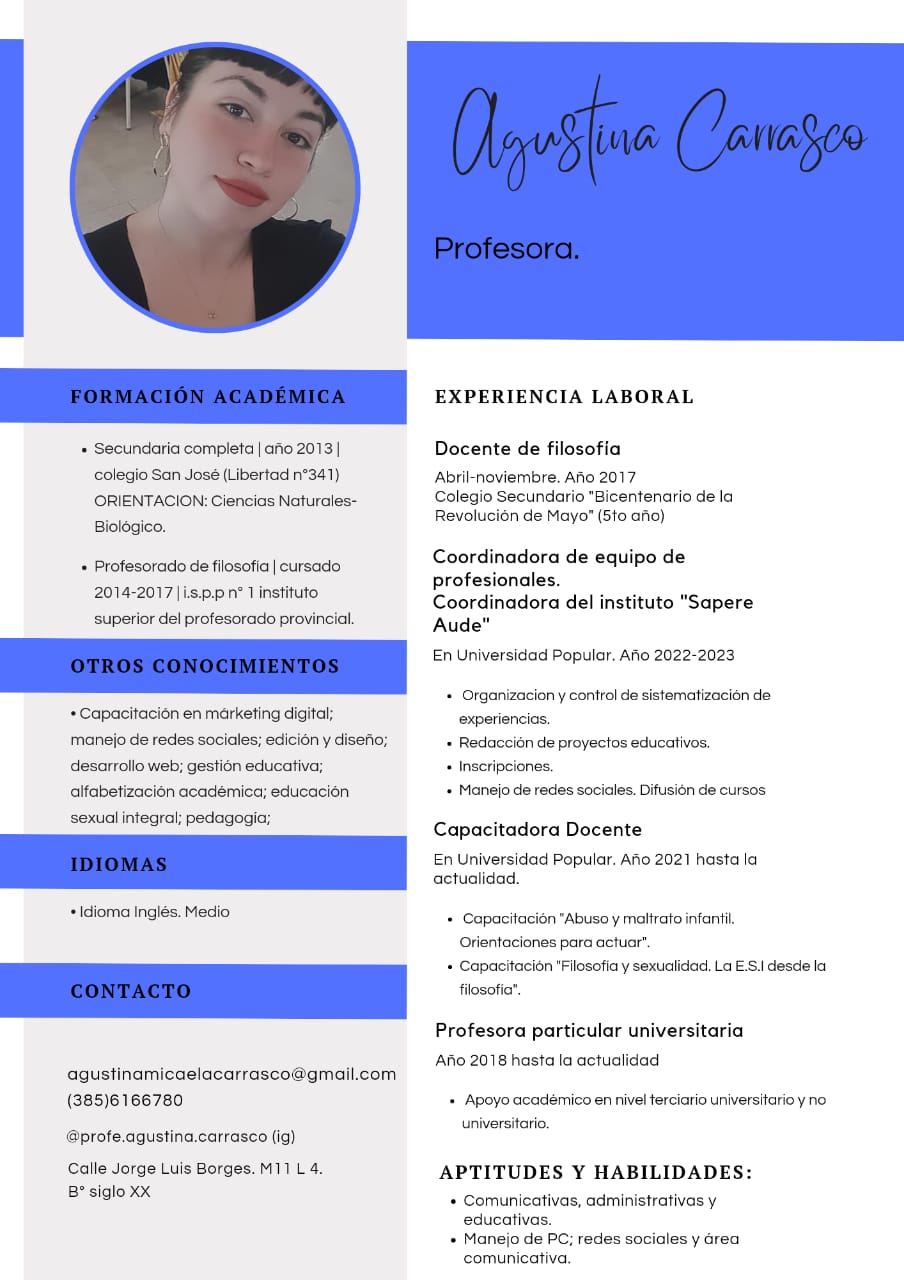 Agustina Carrasco
Profesora.
FORMACIÓN ACADÉMICA
• Secundaria completa | año 2013 |
colegio San José (Libertad n°341)
ORIENTACION: Ciencias Naturales-
Biológico.
• Profesorado de filosofía | cursado
2014-2017 | i.s.p.p n° 1 instituto
superior del profesorado provincial.
OTROS CONOCIMIENTOS
• Capacitación en márketing digital;
manejo de redes sociales; edición y diseño;
desarrollo web; gestión educativa;
alfabetización académica; educación
sexual integral; pedagogía;
IDIOMAS
• Idioma Inglés. Medio
CONTACTO
agustinamicaelacarrasco@gmail.com
(385)6166780
@profe.agustina.carrasco (ig)
Calle Jorge Luis Borges. M11 L 4.
B° siglo XX
EXPERIENCIA LABORAL
Docente de filosofía
Abril-noviembre. Año 2017
Colegio Secundario "Bicentenario de la
Revolución de Mayo" (5to año)
Coordinadora de equipo de
profesionales.
Coordinadora del instituto "Sapere
Aude"
En Universidad Popular. Año 2022-2023
• Organizacion y control de sistematización de
experiencias.
• Redacción de proyectos educativos.
• Inscripciones.
• Manejo de redes sociales. Difusión de cursos
Capacitadora Docente
En Universidad Popular. Año 2021 hasta la
actualidad.
• Capacitación "Abuso y maltrato infantil.
Orientaciones para actuar".
• Capacitación "Filosofía y sexualidad. La E.S.I desde la
filosofía".
Profesora particular universitaria
Año 2018 hasta la actualidad
• Apoyo académico en nivel terciario universitario y no
universitario.
APTITUDES Y HABILIDADES:
• Comunicativas, administrativas y
educativas.
• Manejo de PC; redes sociales y área
comunicativa.